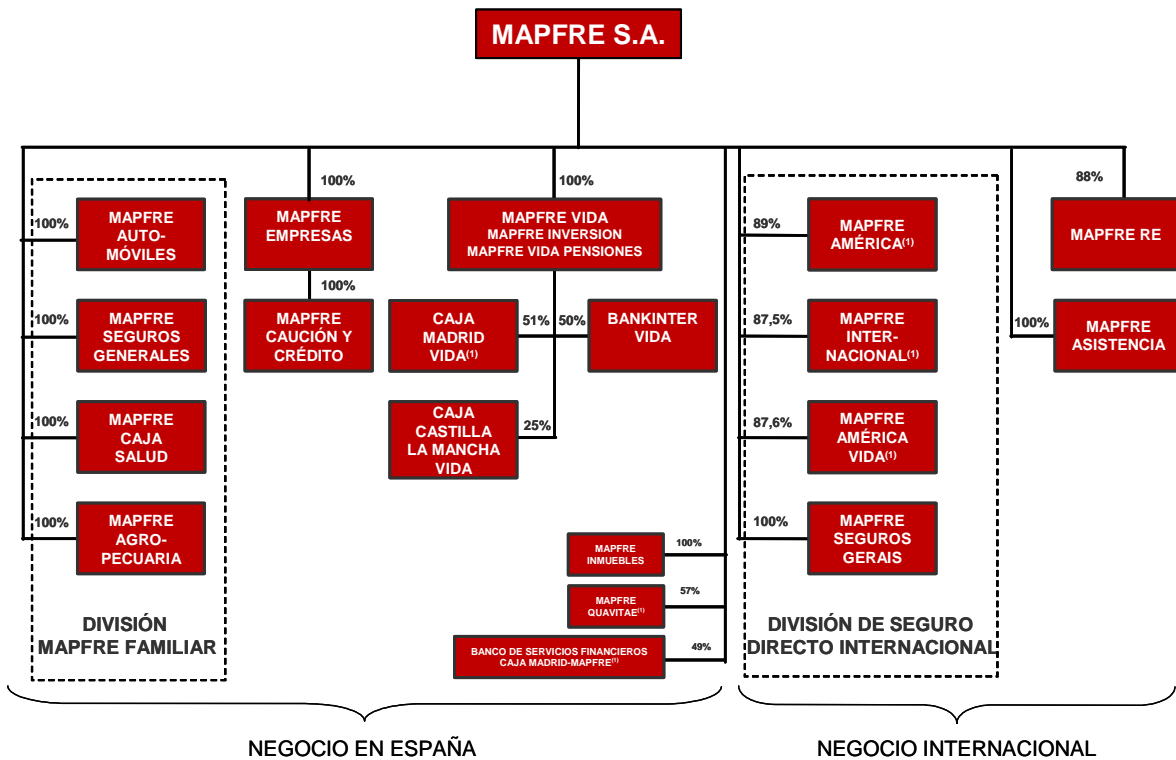 MAPFRE S.A.
100%
MAPFRE
AUTO-
MÓVILES
100%
MAPFRE
SEGUROS
GENERALES
100%
MAPFRE
CAJA
SALUD
100%
MAPFRE
AGRO-
PECUARIA
DIVISIÓN
MAPFRE FAMILIAR
100%
MAPFRE
EMPRESAS
100%
MAPFRE
CAUCIÓN Y
CRÉDITO
100%
MAPFRE VIDA
MAPFRE INVERSION
MAPFRE VIDA PENSIONES
CAJA
MADRID
VIDA(1)
51%
50%
BANKINTER
VIDA
CAJA
CASTILLA
LA MANCHA
VIDA
25%
MAPFRE
INMUEBLES
100%
MAPFRE
QUAVITAE(1)
57%
BANCO DE SERVICIOS FINANCIEROS
CAJA MADRID-MAPFRE(1)
49%
89%
MAPFRE
AMÉRICA(1)
87,5%
MAPFRE
INTER-
NACIONAL(1)
87,6%
MAPFRE
AMÉRICA
VIDA(1)
100%
MAPFRE
SEGUROS
GERAIS
DIVISIÓN DE SEGURO
DIRECTO INTERNACIONAL
88%
MAPFRE RE
100%
MAPFRE
ASISTENCIA
NEGOCIO EN ESPAÑA
NEGOCIO INTERNACIONAL